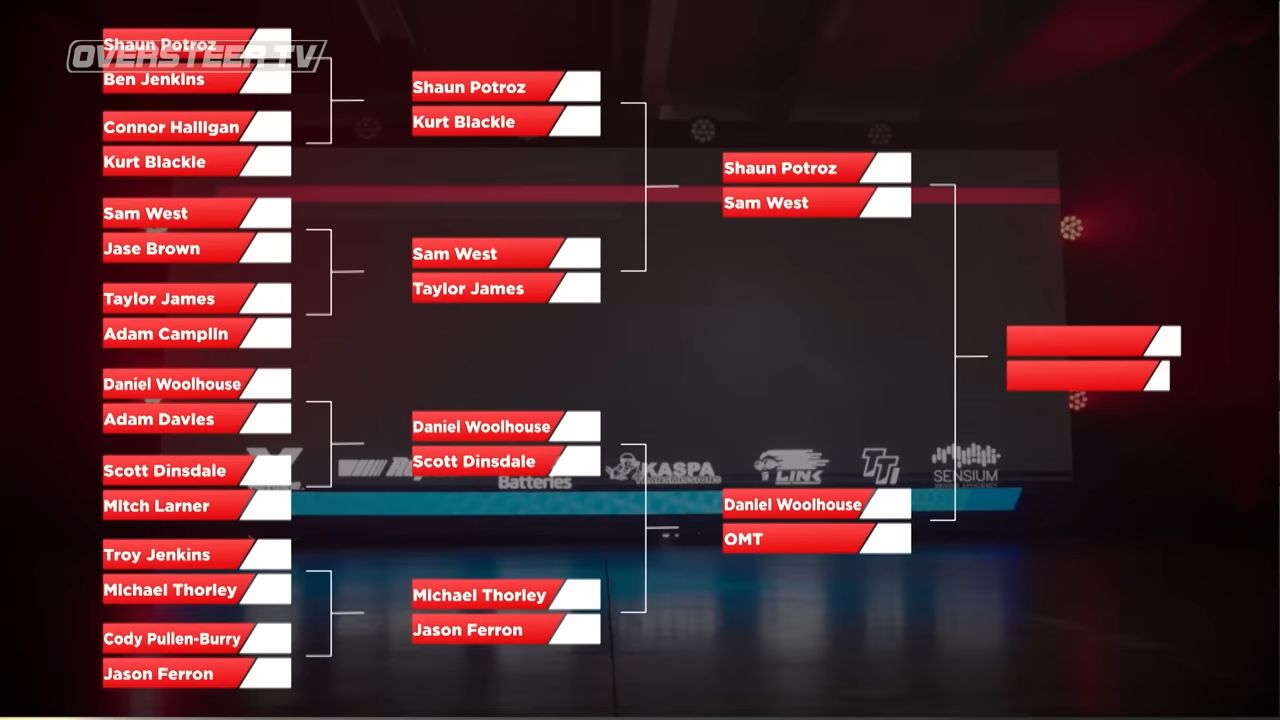 OVERSTEER.TV
Shaun Potroz
Ben Jenkins
Connor Halligan
Kurt Blackle
Sam West
Jase Brown
Taylor James
Adam Camplin
Daniel Woolhouse
Adam Davies
Scott Dinsdale
Mitch Larner
Troy Jenkins
Michael Thorley
Cody Pullen-Burry
Jason Ferron
Shaun Potroz
Kurt Blackle
Sam West
Taylor James
Daniel Woolhouse
Scott Dinsdale
Batteries
Michael Thorley
Jason Ferron
KASPA
TRANSMISSIONS
LINK
SENSIUM
Shaun Potroz
Sam West
Daniel Woolhouse
OMT